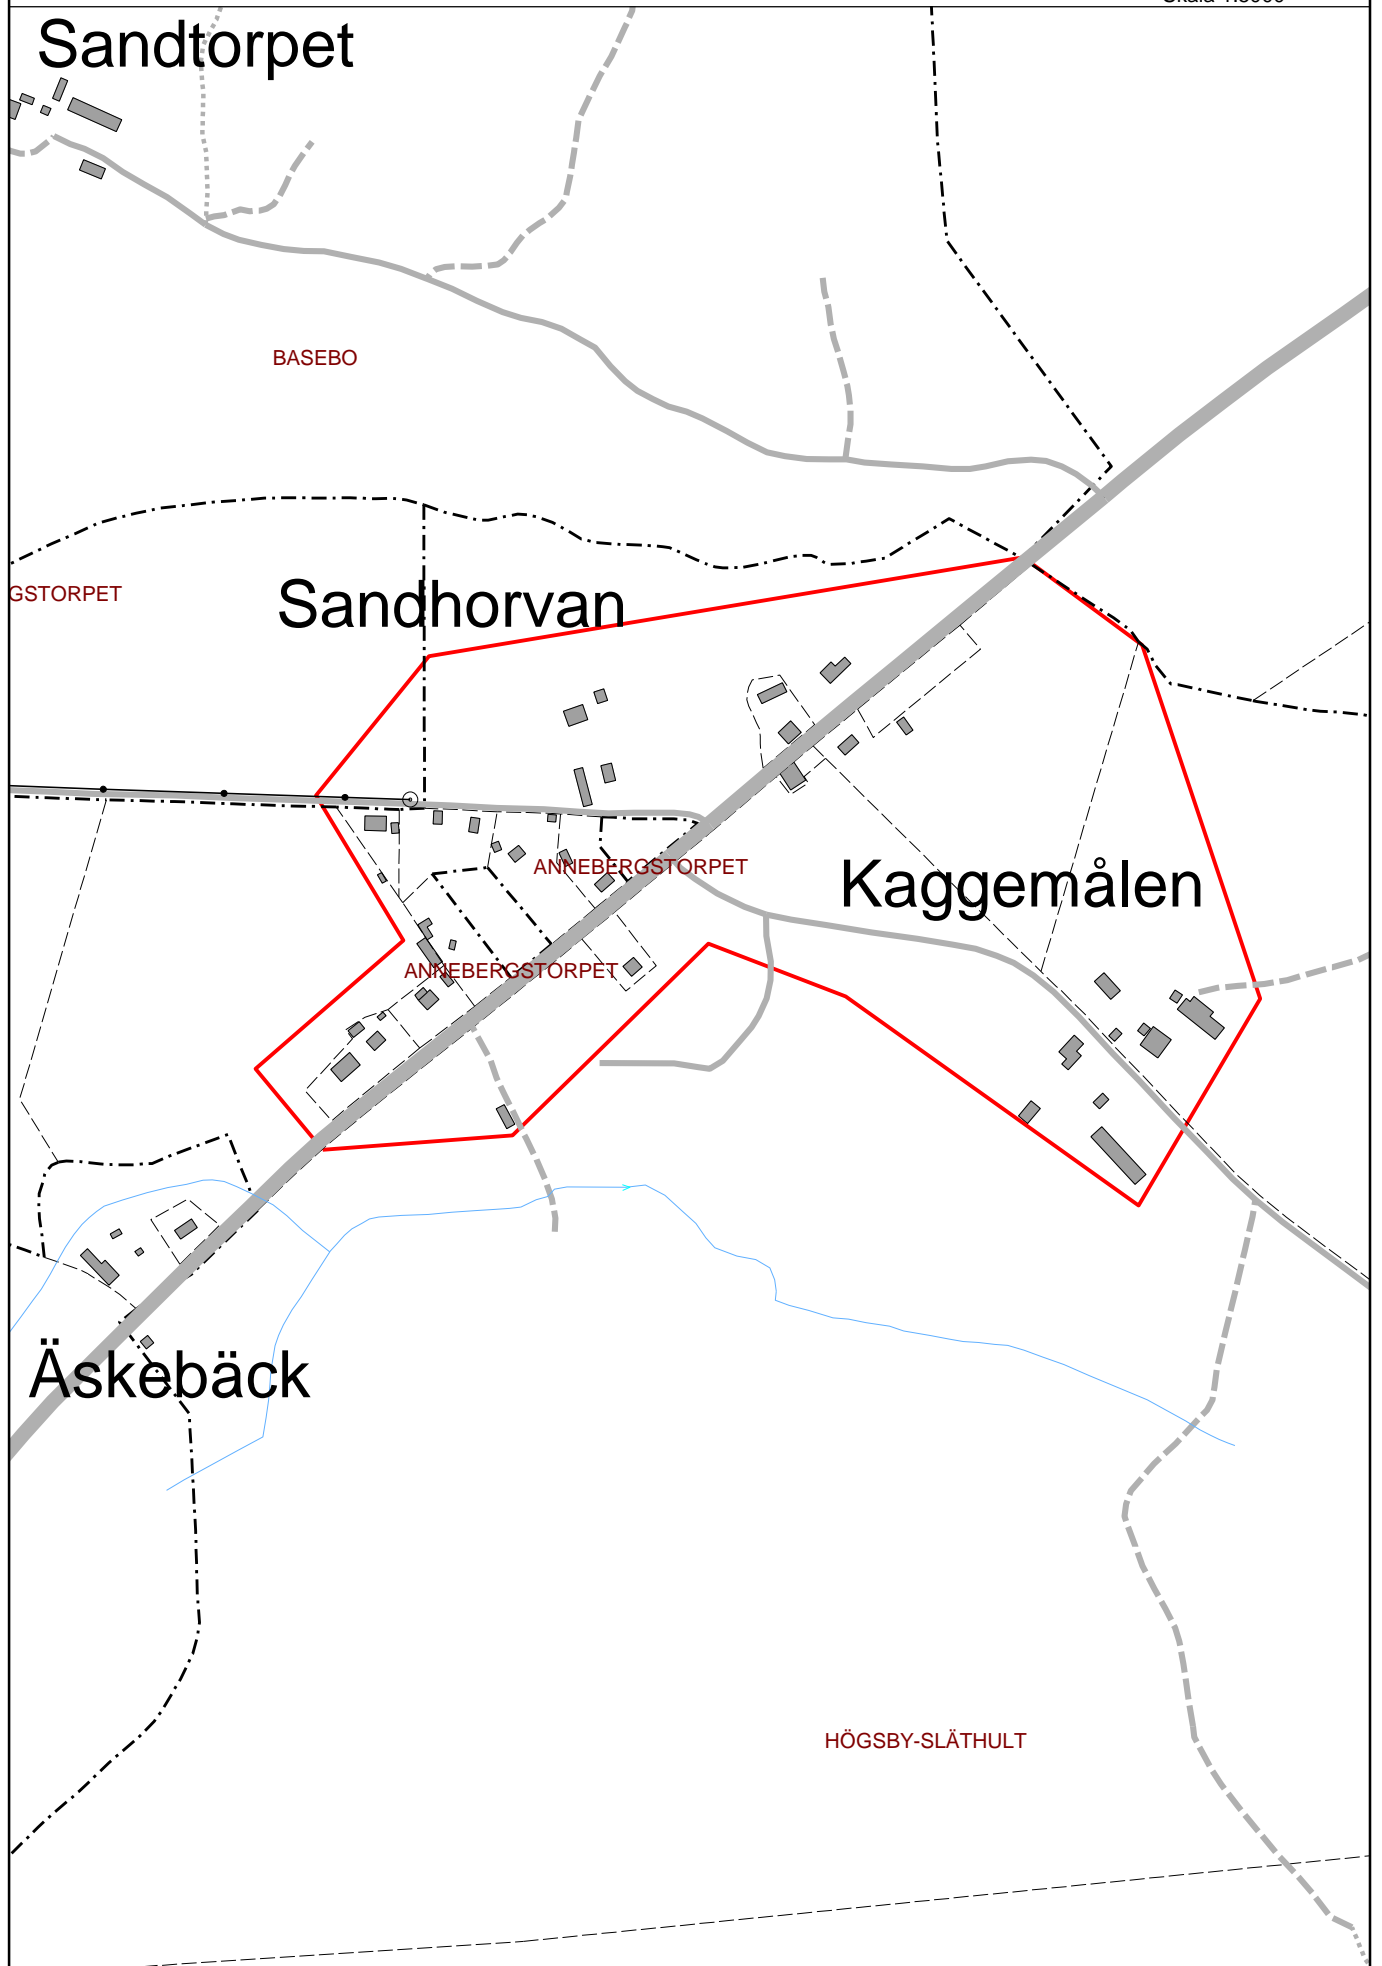 Sandtorpet
BASEBO
GSTORPET
Sandhorvan
ANNEBERGSTORPET
Kaggemålen
ANNEBERGSTORPET
Äskebäck
HÖGSBY-SLÄTHULT